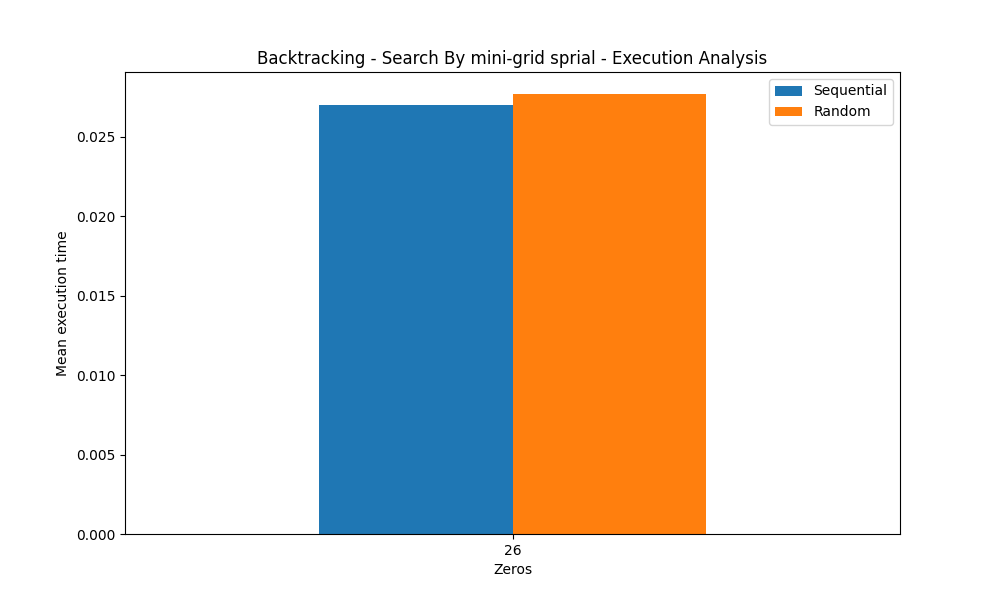 Backtracking - Search By mini-grid sprial - Execution Analysis
Sequential
Random
Mean execution time
0.025
0.020
0.015
0.010
0.005
0.000
26
Zeros